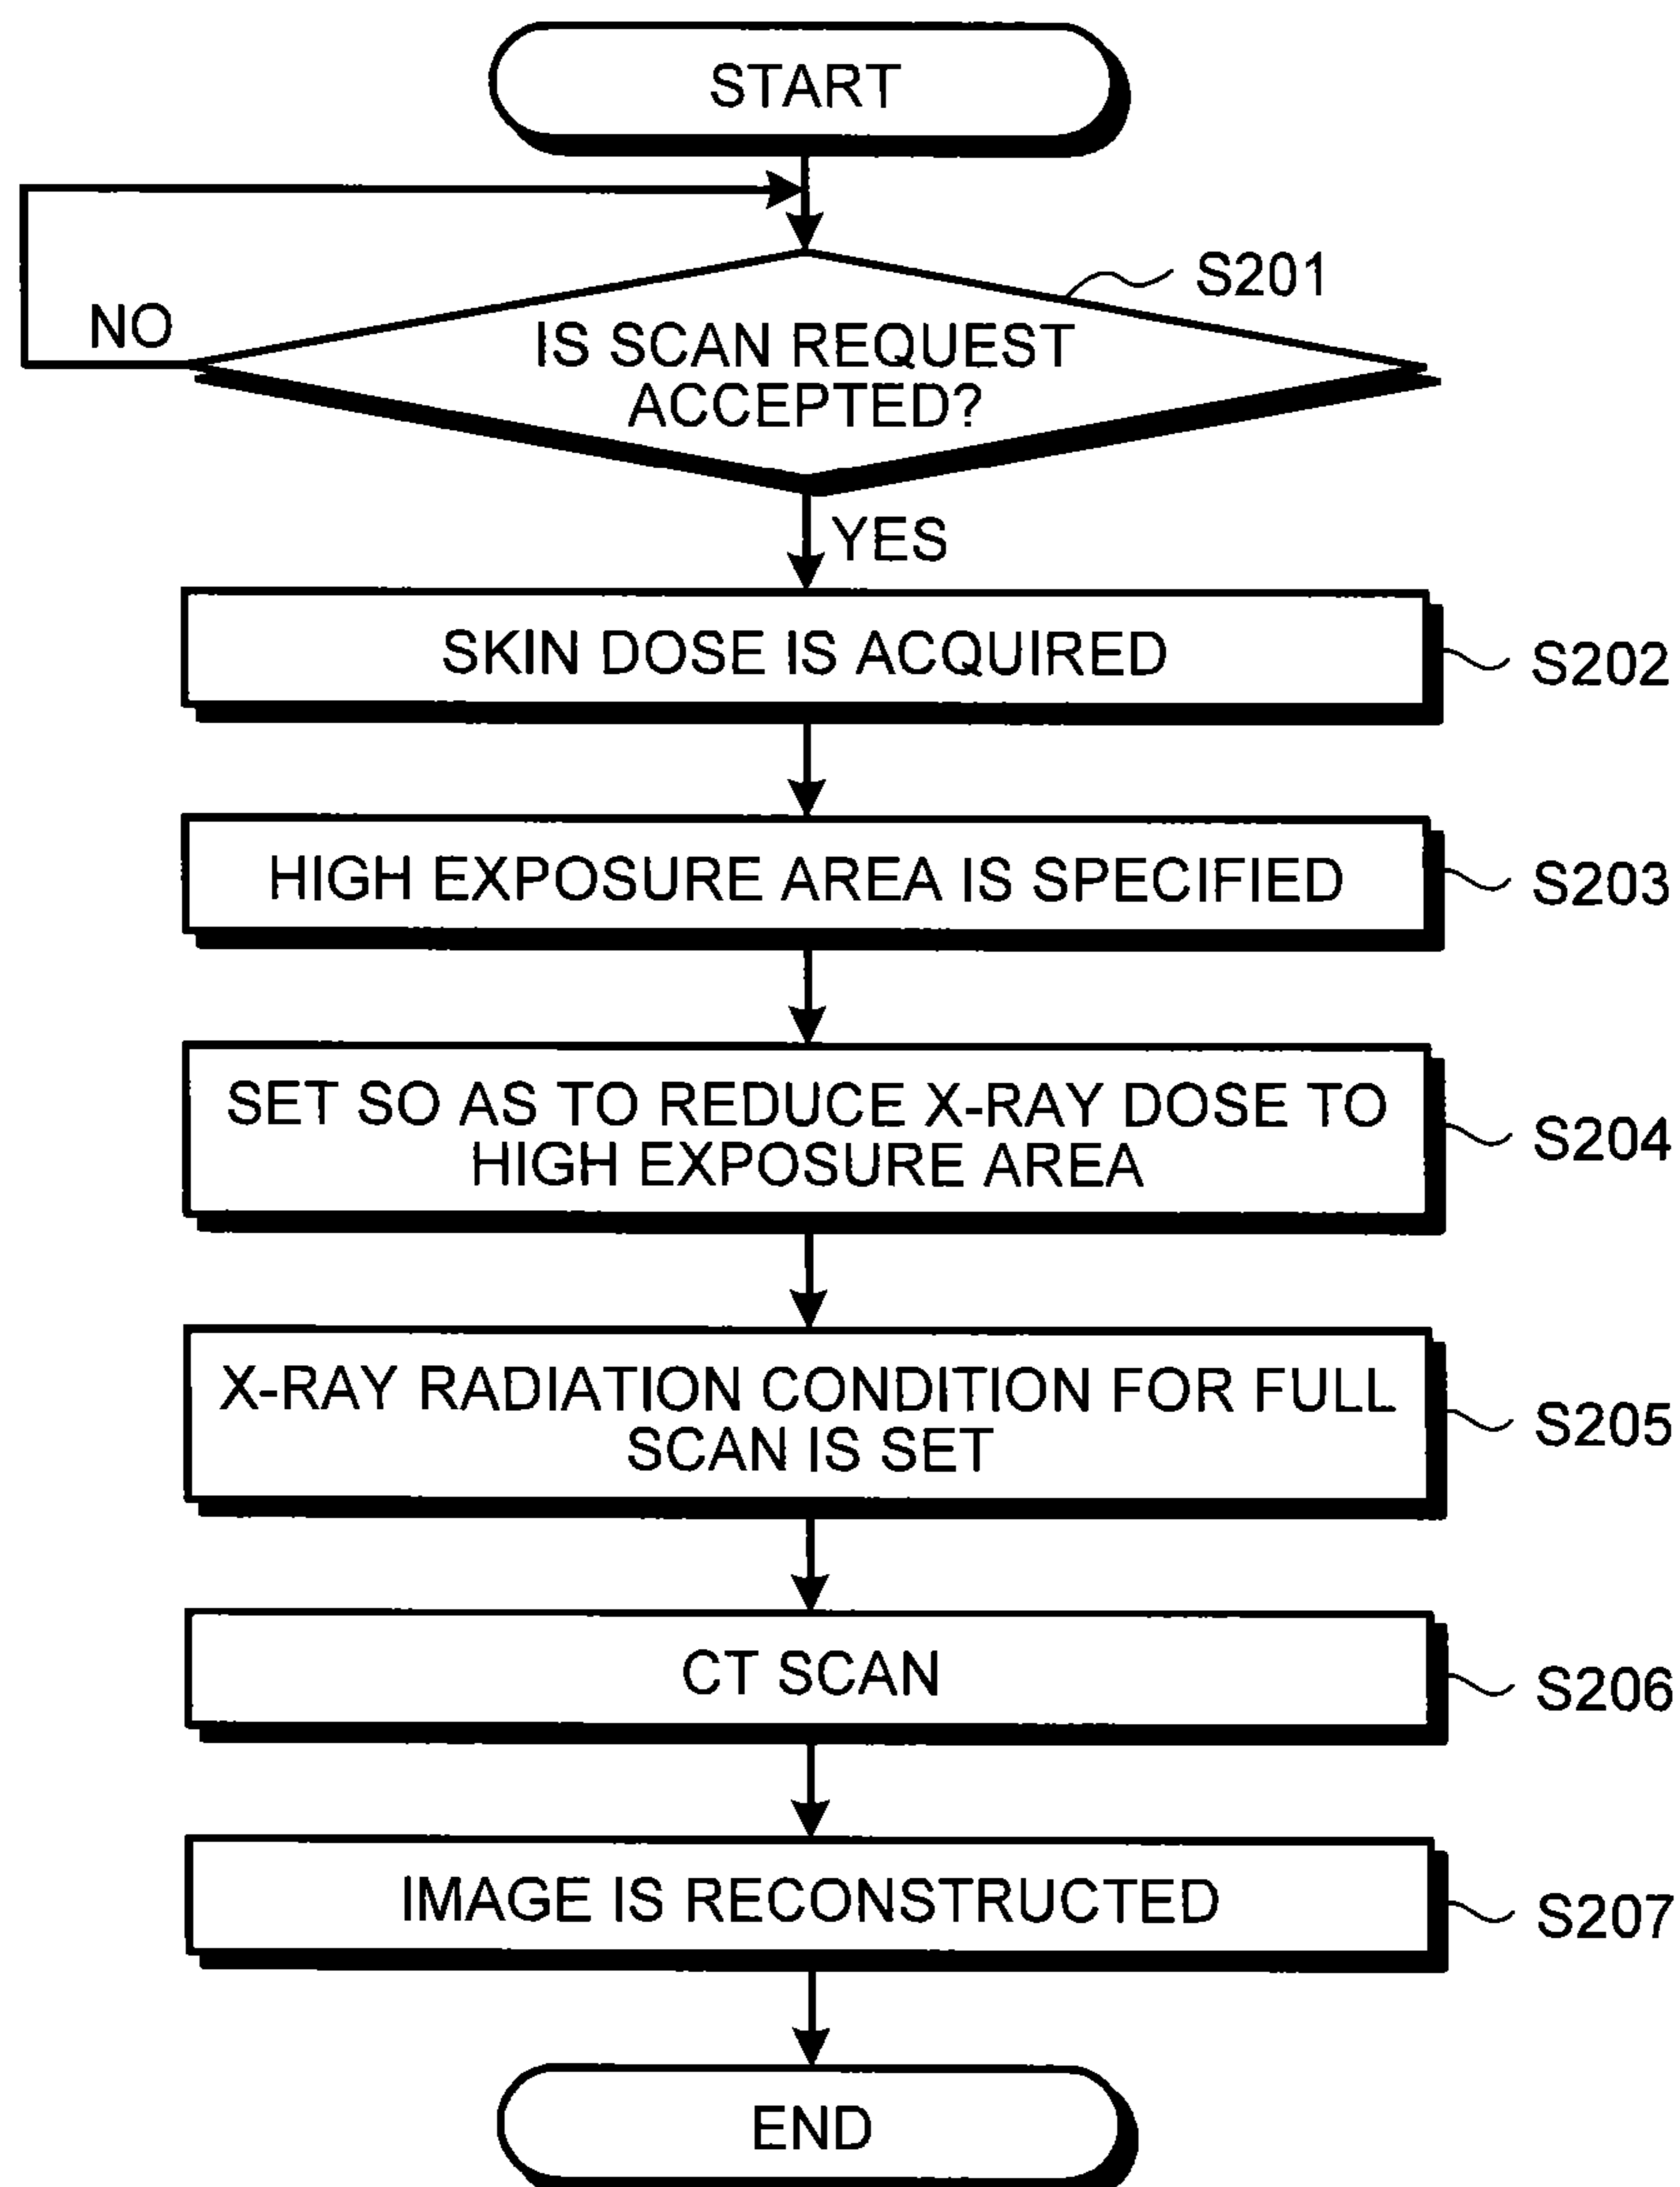 START
NO
S201
IS SCAN REQUEST
ACCEPTED?
YES
SKIN DOSE IS ACQUIRED
S202
HIGH EXPOSURE AREA IS SPECIFIED
S203
SET SO AS TO REDUCE X-RAY DOSE TO
HIGH EXPOSURE AREA
S204
X-RAY RADIATION CONDITION FOR FULL
SCAN IS SET
S205
CT SCAN
S206
IMAGE IS RECONSTRUCTED
S207
END